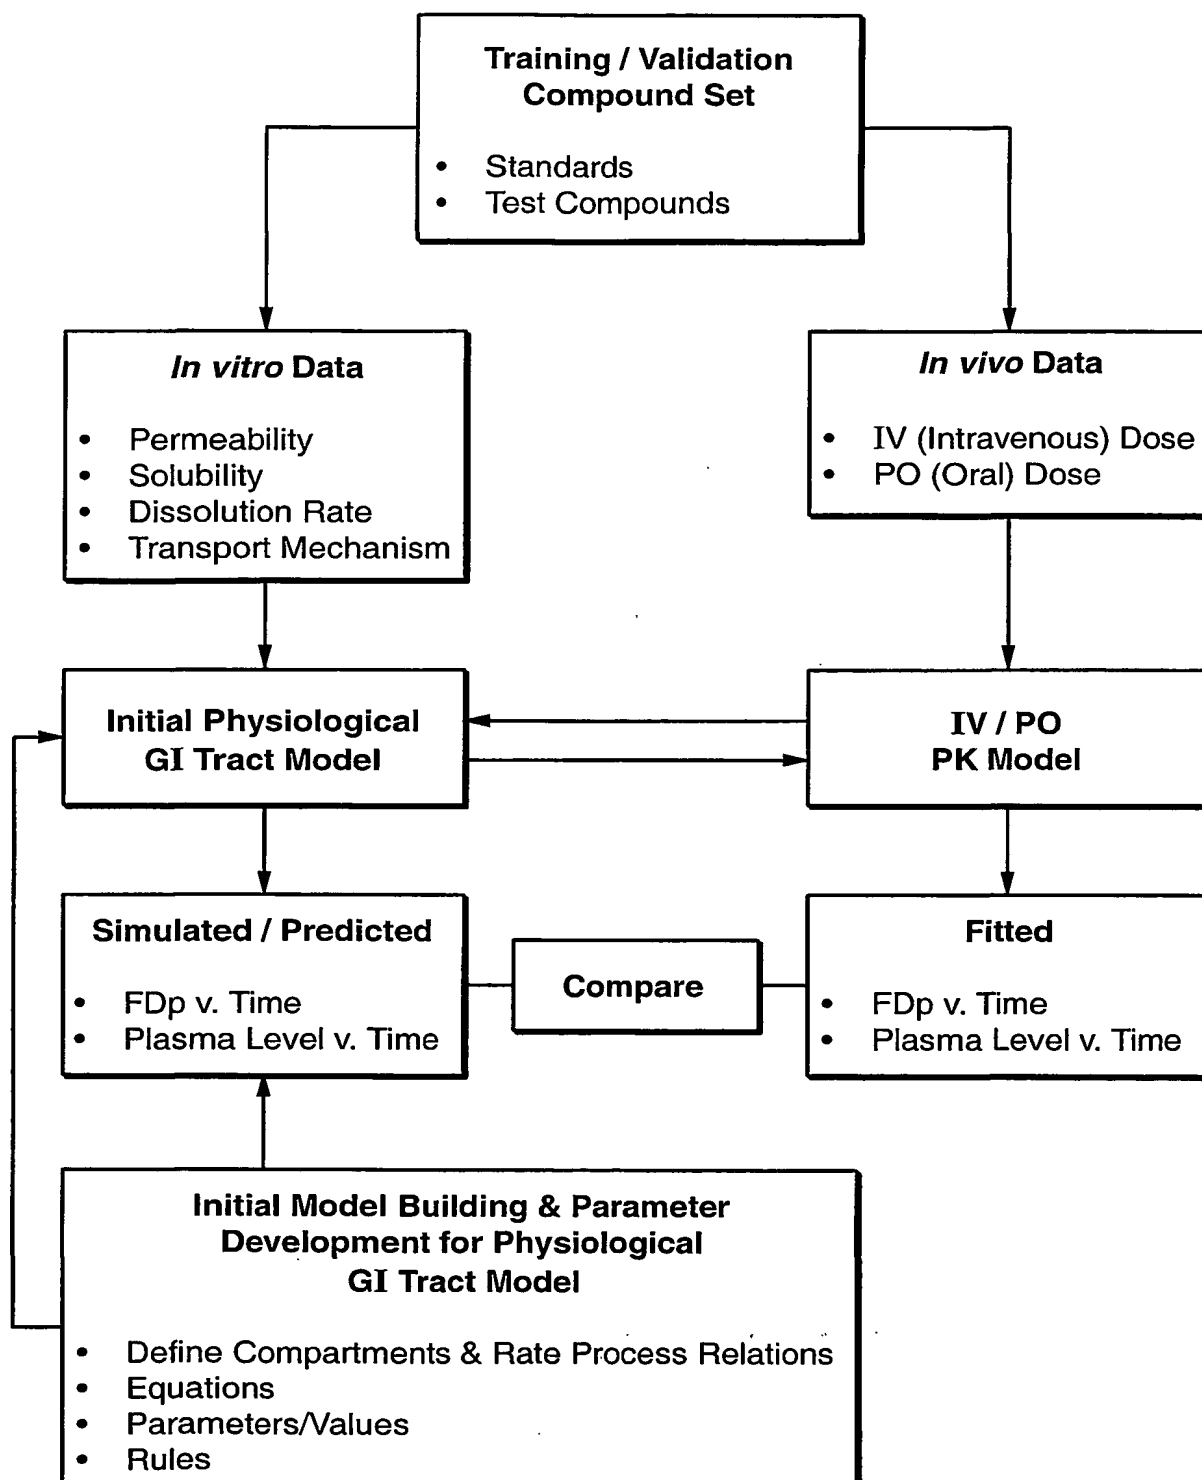 Training / Validation
Compound Set
• Standards
• Test Compounds
In vitro Data
• Permeability
• Solubility
• Dissolution Rate
• Transport Mechanism
In vivo Data
• IV (Intravenous) Dose
• PO (Oral) Dose
Initial Physiological
GI Tract Model
IV / PO
PK Model
Simulated / Predicted
• FDp v. Time
• Plasma Level v. Time
Compare
Fitted
• FDp v. Time
• Plasma Level v. Time
Initial Model Building & Parameter
Development for Physiological
GI Tract Model
• Define Compartments & Rate Process Relations
• Equations
• Parameters/Values
• Rules